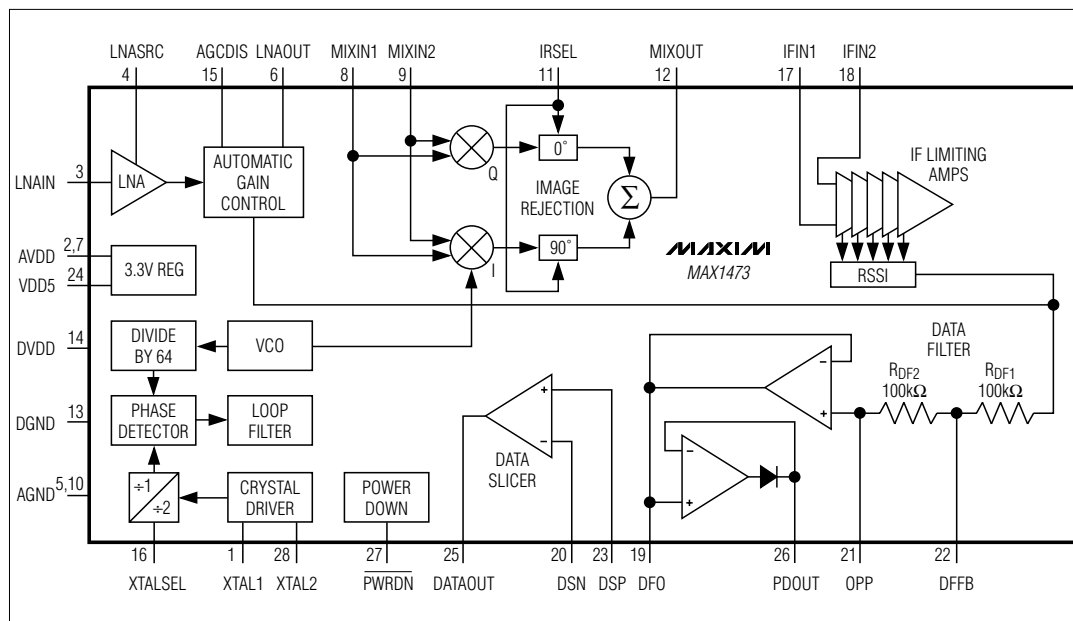 LNASRC AGCDIS LNAOUT MIXIN1 MIXIN2 IRSEL MIXOUT IFIN1 IFIN2
4 15 6 8 9 11 12 17 18
LNAIN 3
LNA
AUTOMATIC
GAIN
CONTROL
Q
0°
IMAGE
REJECTION
Σ
I
90°
IF LIMITING
AMPS
RSSI
MAXIM
MAX1473
AVDD 2,7
VDD5 24
3.3V REG
DVDD 14
DIVIDE
BY 64
VCO
DGND 13
PHASE
DETECTOR
LOOP
FILTER
AGND 5,10
÷1
÷2
CRYSTAL
DRIVER
POWER
DOWN
+
−
DATA
SLICER
−
+
−
+
DATA
FILTER
RDF2
100kΩ
RDF1
100kΩ
16 1 28 27 25 20 23 19 26 21 22
XTALSEL XTAL1 XTAL2 PWRDN DATAOUT DSN DSP DFO PDOUT OPP DFFB